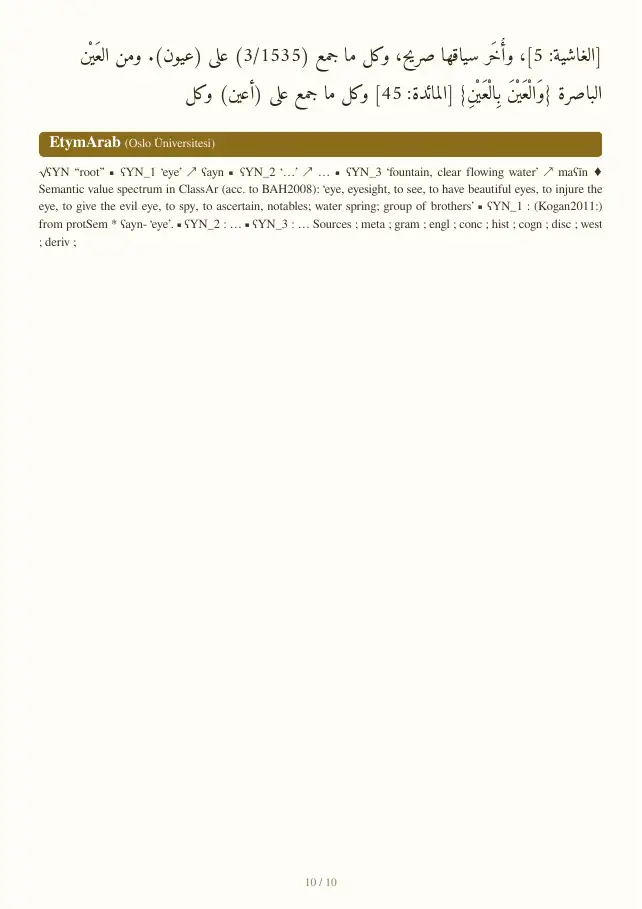 [الغاشية: 5]، وأُخَر سياقها صريح، وكل ما جمع (3/1535) على (عيون). ومن العَيْن
الباصرة {وَالْعَيْنَ بِالْعَيْنِ} [المائدة: 45] وكل ما جمع على (أعين) وكل
EtymArab (Oslo Üniversitesi)
√ʕYN “root” ▪ ʕYN_1 ‘eye’ ↗ ʕayn ▪ ʕYN_2 ‘…’ ↗ … ▪ ʕYN_3 ‘fountain, clear flowing water’ ↗ maʕīn ♦
Semantic value spectrum in ClassAr (acc. to BAH2008): ‘eye, eyesight, to see, to have beautiful eyes, to injure the
eye, to give the evil eye, to spy, to ascertain, notables; water spring; group of brothers’ ▪ ʕYN_1 : (Kogan2011:)
from protSem * ʕayn- ‘eye’. ▪ ʕYN_2 : … ▪ ʕYN_3 : … Sources ; meta ; gram ; engl ; conc ; hist ; cogn ; disc ; west
; deriv ;
10 / 10